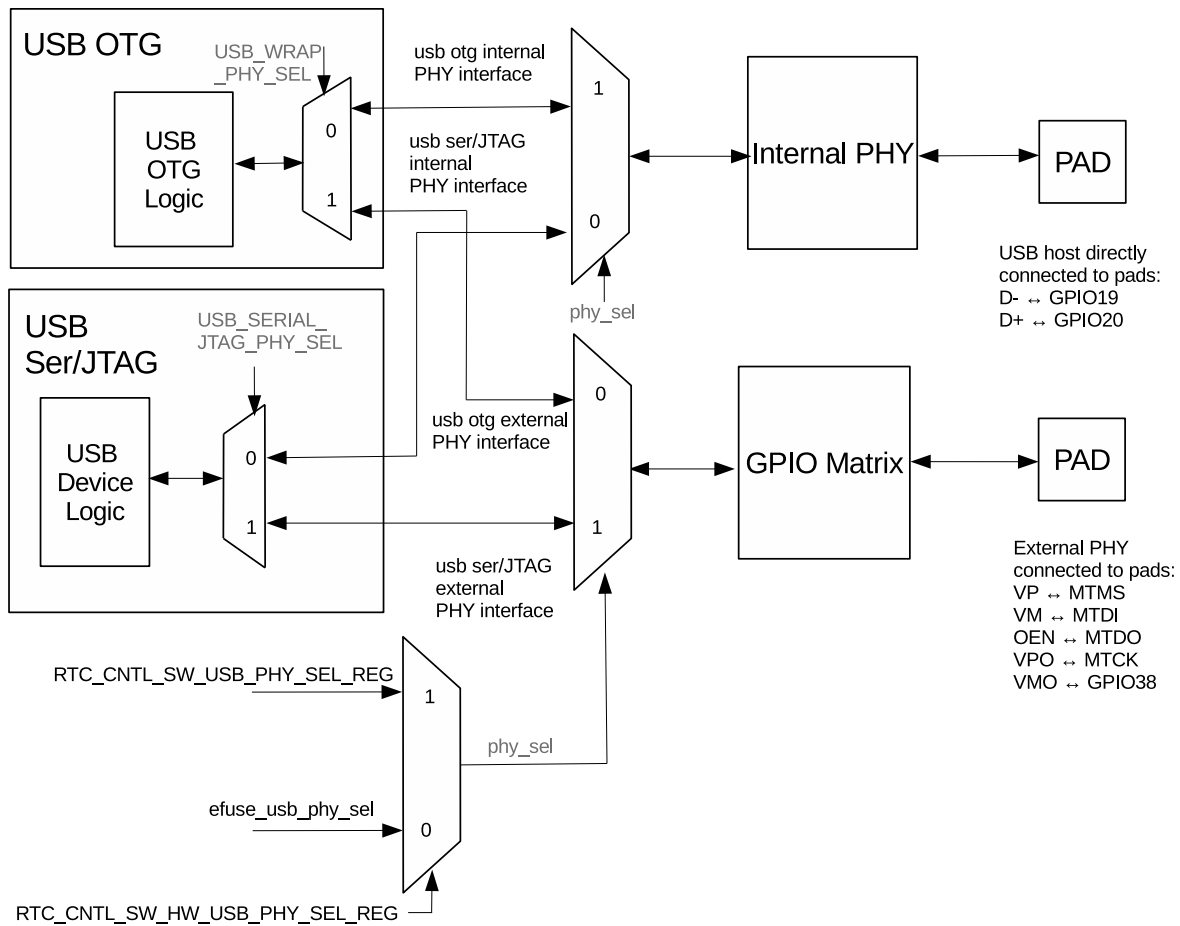 USB OTG
USB_WRAP
_PHY_SEL
USB
OTG
Logic
0
1
usb otg internal
PHY interface
usb ser/JTAG
internal
PHY interface
1
0
phy_sel
Internal PHY
PAD
USB host directly
connected to pads:
D- ↔ GPIO19
D+ ↔ GPIO20
USB
Ser/JTAG
USB_SERIAL_
JTAG_PHY_SEL
USB
Device
Logic
0
1
usb otg external
PHY interface
usb ser/JTAG
external
PHY interface
0
1
GPIO Matrix
PAD
External PHY
connected to pads:
VP ↔ MTMS
VM ↔ MTDI
OEN ↔ MTDO
VPO ↔ MTCK
VMO ↔ GPIO38
RTC_CNTL_SW_USB_PHY_SEL_REG
1
phy_sel
efuse_usb_phy_sel
0
RTC_CNTL_SW_HW_USB_PHY_SEL_REG